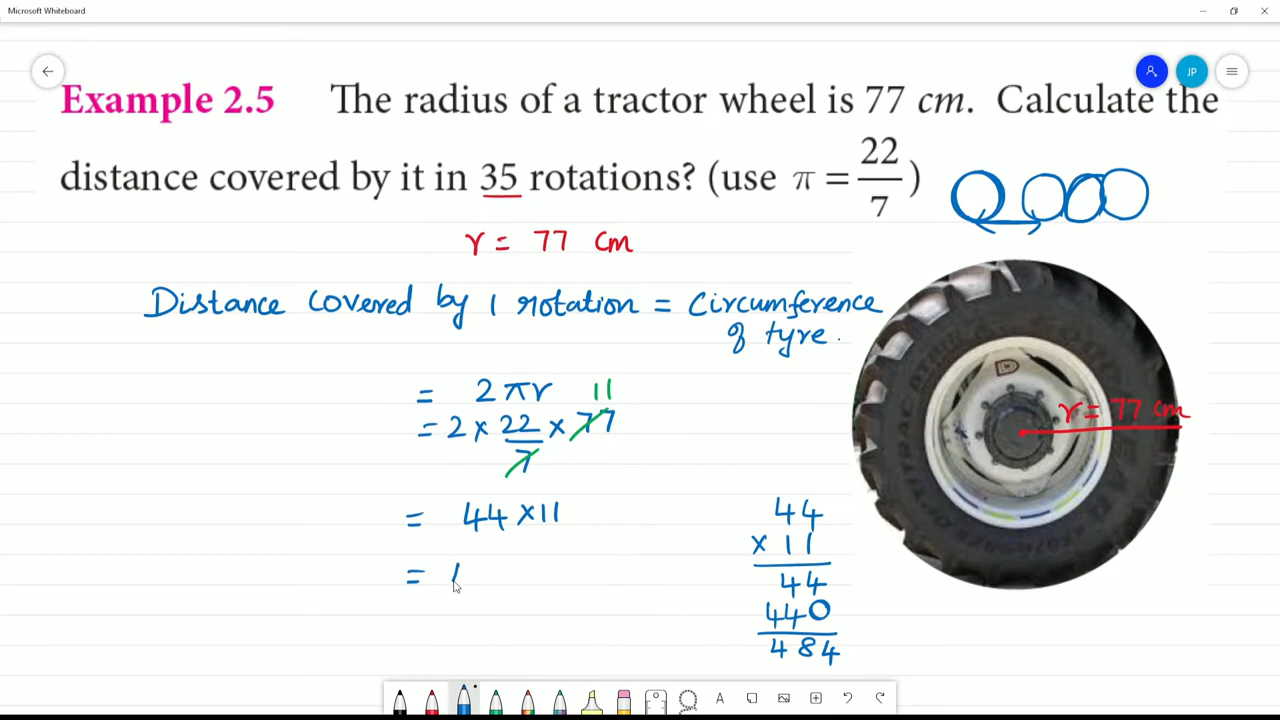 Microsoft Whiteboard
JP
Example 2.5 The radius of a tractor wheel is 77 cm. Calculate the
distance covered by it in 35 rotations? (use π = 22/7)
r = 77 cm
Distance covered by 1 rotation = Circumference
of tyre.
= 2πr
11
= 2 × 22/7 × 77
r = 77 cm
= 44 × 11
=
44
× 11
44
440
484
D
A